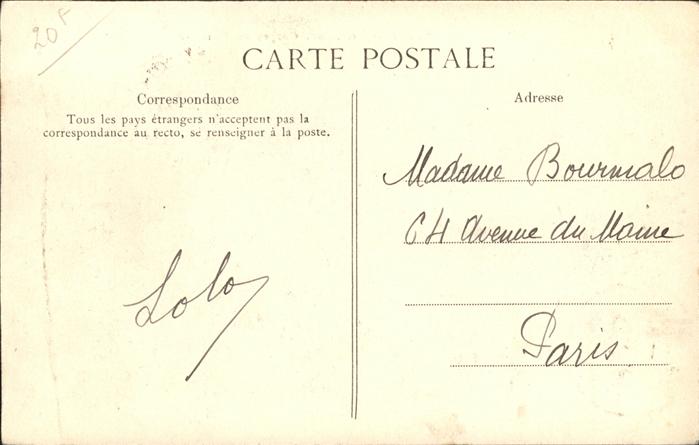 20F
CARTE POSTALE
Correspondance
Tous les pays étrangers n'acceptent pas la
correspondance au recto, se renseigner à la poste.
Lolo
Adresse
Madame Bourmalo
64 Avenue du Maine
Paris